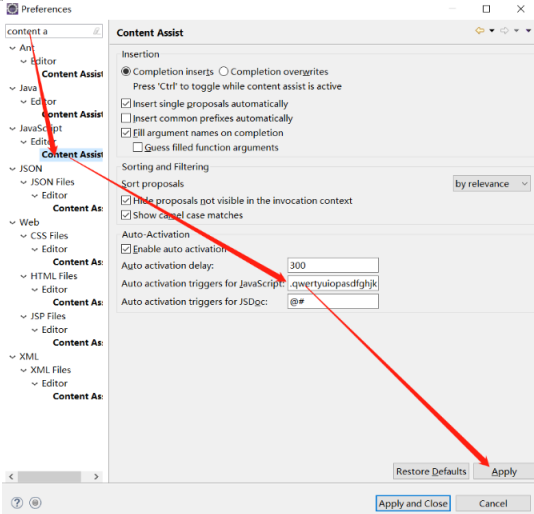 Preferences
content a
Ant
Editor
Content Assist
Java
Editor
Content Assist
JavaScript
Editor
Content Assist
JSON
JSON Files
Editor
Content As
Web
CSS Files
Editor
Content As
HTML Files
Editor
Content As
JSP Files
Editor
Content As
XML
XML Files
Editor
Content As
Content Assist
Insertion
Completion inserts Completion overwrites
Press 'Ctrl' to toggle while content assist is active
Insert single proposals automatically
Insert common prefixes automatically
Fill argument names on completion
Guess filled function arguments
Sorting and Filtering
Sort proposals by relevance
Hide proposals not visible in the invocation context
Show camel case matches
Auto-Activation
Enable auto activation
Auto activation delay: 300
Auto activation triggers for JavaScript: .qwertyuiopasdfghjk
Auto activation triggers for JSDoc: @#
Restore Defaults Apply
Apply and Close Cancel